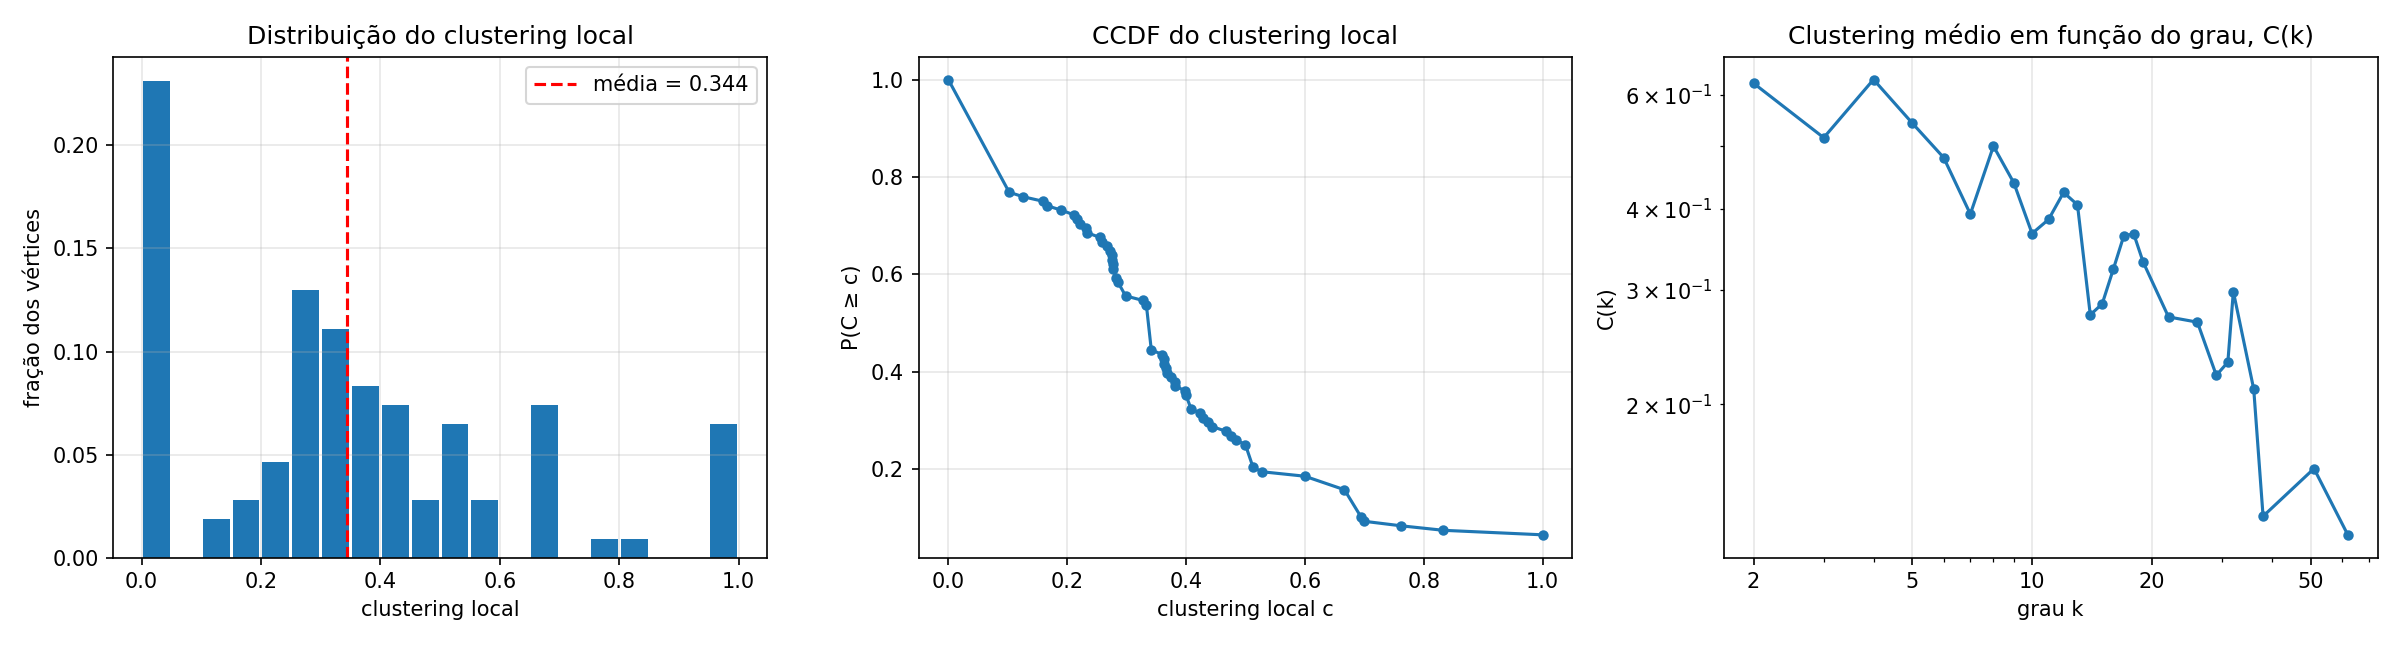 Distribuição do clustering local
média = 0.344
0.20
0.15
0.10
0.05
0.00
0.0 0.2 0.4 0.6 0.8 1.0
clustering local
fração dos vértices
CCDF do clustering local
1.0
0.8
0.6
0.4
0.2
0.0 0.2 0.4 0.6 0.8 1.0
clustering local c
P(C ≥ c)
Clustering médio em função do grau, C(k)
6 × 10⁻¹
4 × 10⁻¹
3 × 10⁻¹
2 × 10⁻¹
2 5 10 20 50
grau k
C(k)